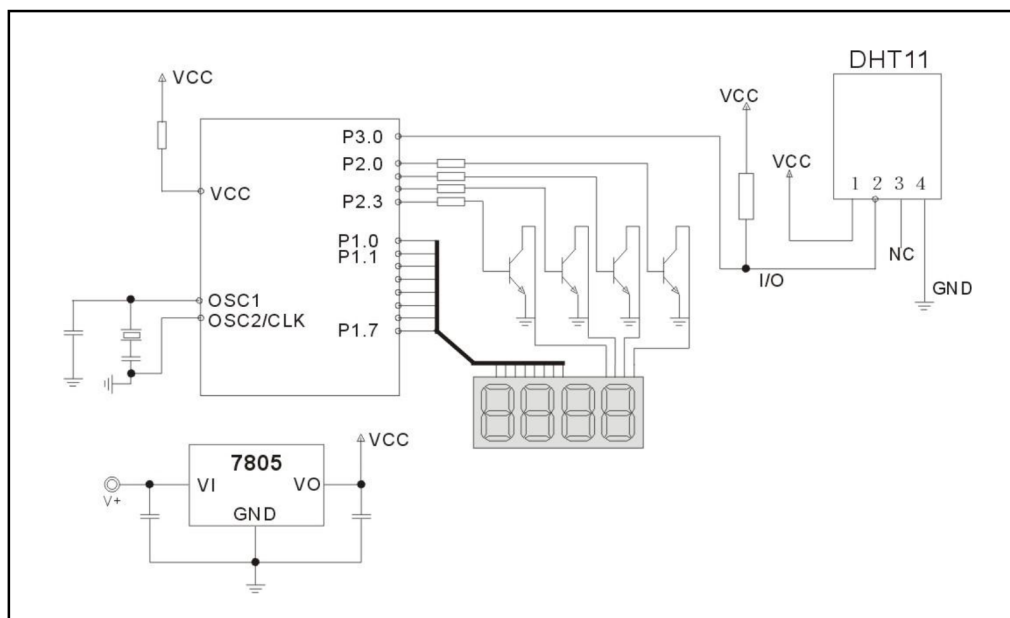 DHT11
VCC
VCC
VCC
1 2 3 4
NC
I/O
GND
P3.0
P2.0
P2.3
VCC
P1.0
P1.1
OSC1
OSC2/CLK
P1.7
VCC
7805
VI
VO
GND
V+